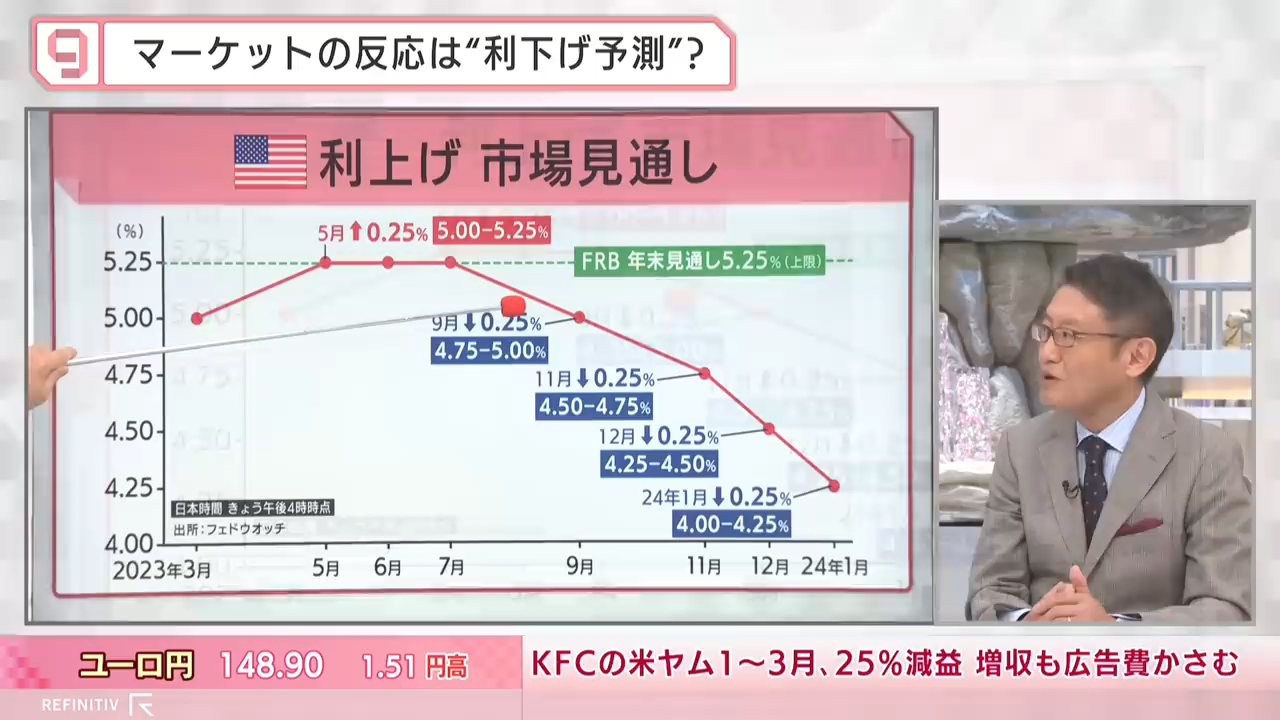 9
マーケットの反応は“利下げ予測”?
利上げ 市場見通し
(%)
5月⬆0.25% 5.00−5.25%
5.25
FRB 年末見通し5.25%(上限)
5.00
9月⬇0.25%
4.75−5.00%
4.75
11月⬇0.25%
4.50−4.75%
4.50
12月⬇0.25%
4.25−4.50%
4.25
24年1月⬇0.25%
4.00−4.25%
日本時間 きょう午後4時時点
出所:フェドウオッチ
4.00
2023年3月 5月 6月 7月 9月 11月 12月 24年1月
ユーロ円 148.90 1.51円高
KFCの米ヤム1〜3月、25%減益 増収も広告費かさむ
REFINITIV